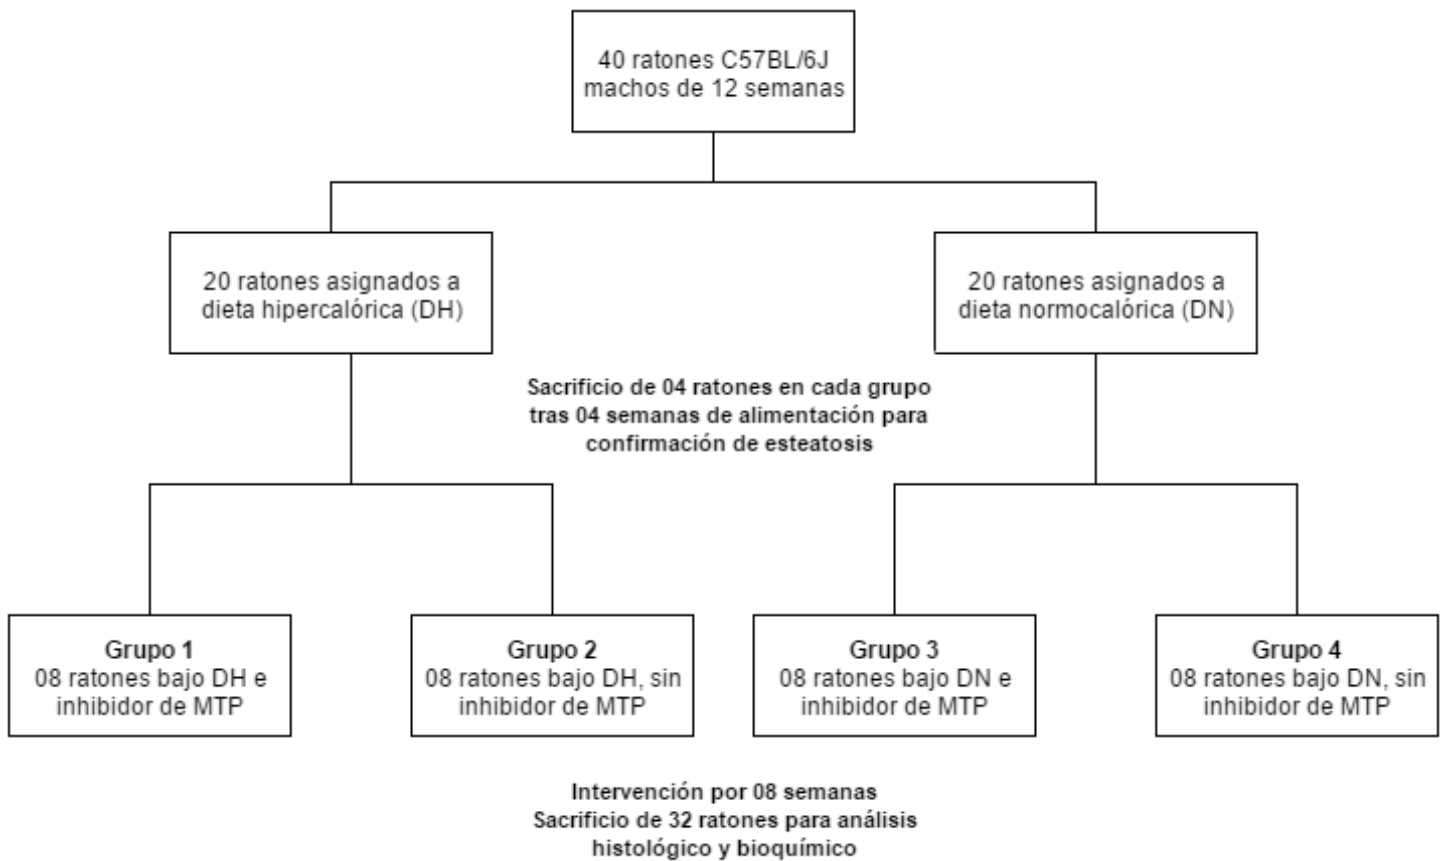 40 ratones C57BL/6J
machos de 12 semanas
20 ratones asignados a
dieta hipercalórica (DH)
20 ratones asignados a
dieta normocalórica (DN)
Sacrificio de 04 ratones en cada grupo
tras 04 semanas de alimentación para
confirmación de esteatosis
Grupo 1
08 ratones bajo DH e
inhibidor de MTP
Grupo 2
08 ratones bajo DH, sin
inhibidor de MTP
Grupo 3
08 ratones bajo DN e
inhibidor de MTP
Grupo 4
08 ratones bajo DN, sin
inhibidor de MTP
Intervención por 08 semanas
Sacrificio de 32 ratones para análisis
histológico y bioquímico